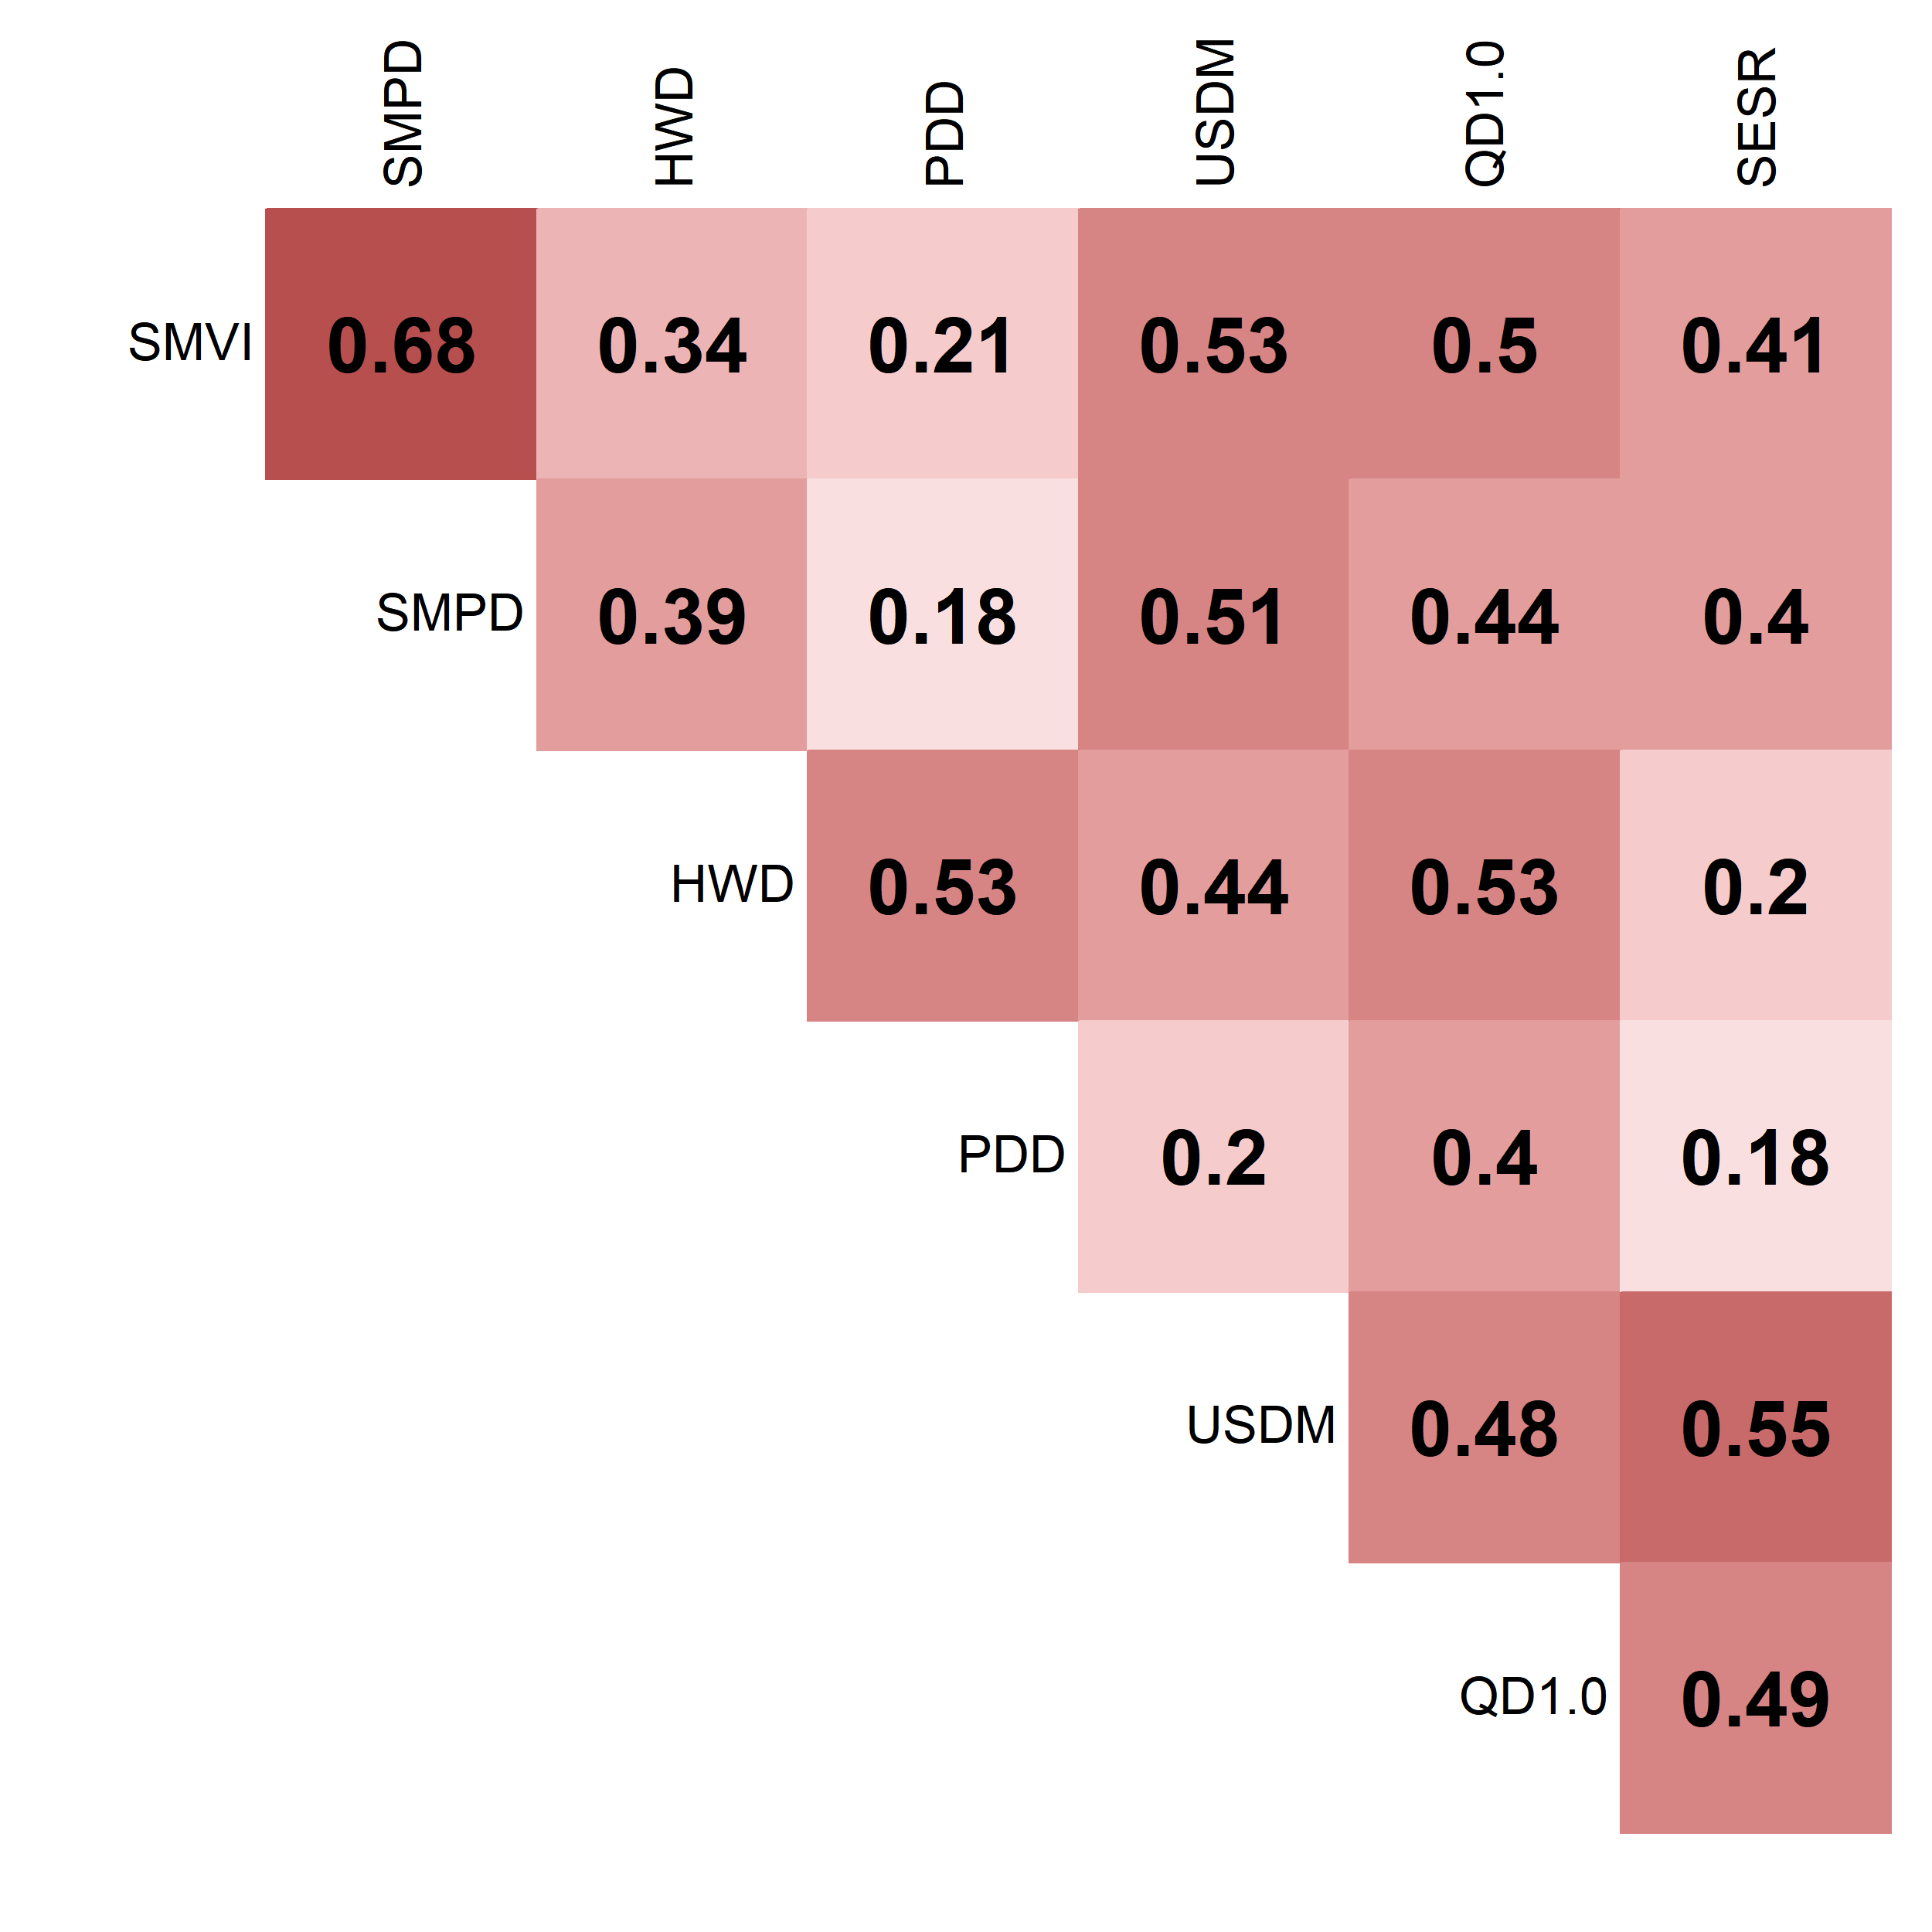 SMPD HWD PDD USDM QD1.0 SESR
SMVI 0.68 0.34 0.21 0.53 0.5 0.41
SMPD 0.39 0.18 0.51 0.44 0.4
HWD 0.53 0.44 0.53 0.2
PDD 0.2 0.4 0.18
USDM 0.48 0.55
QD1.0 0.49